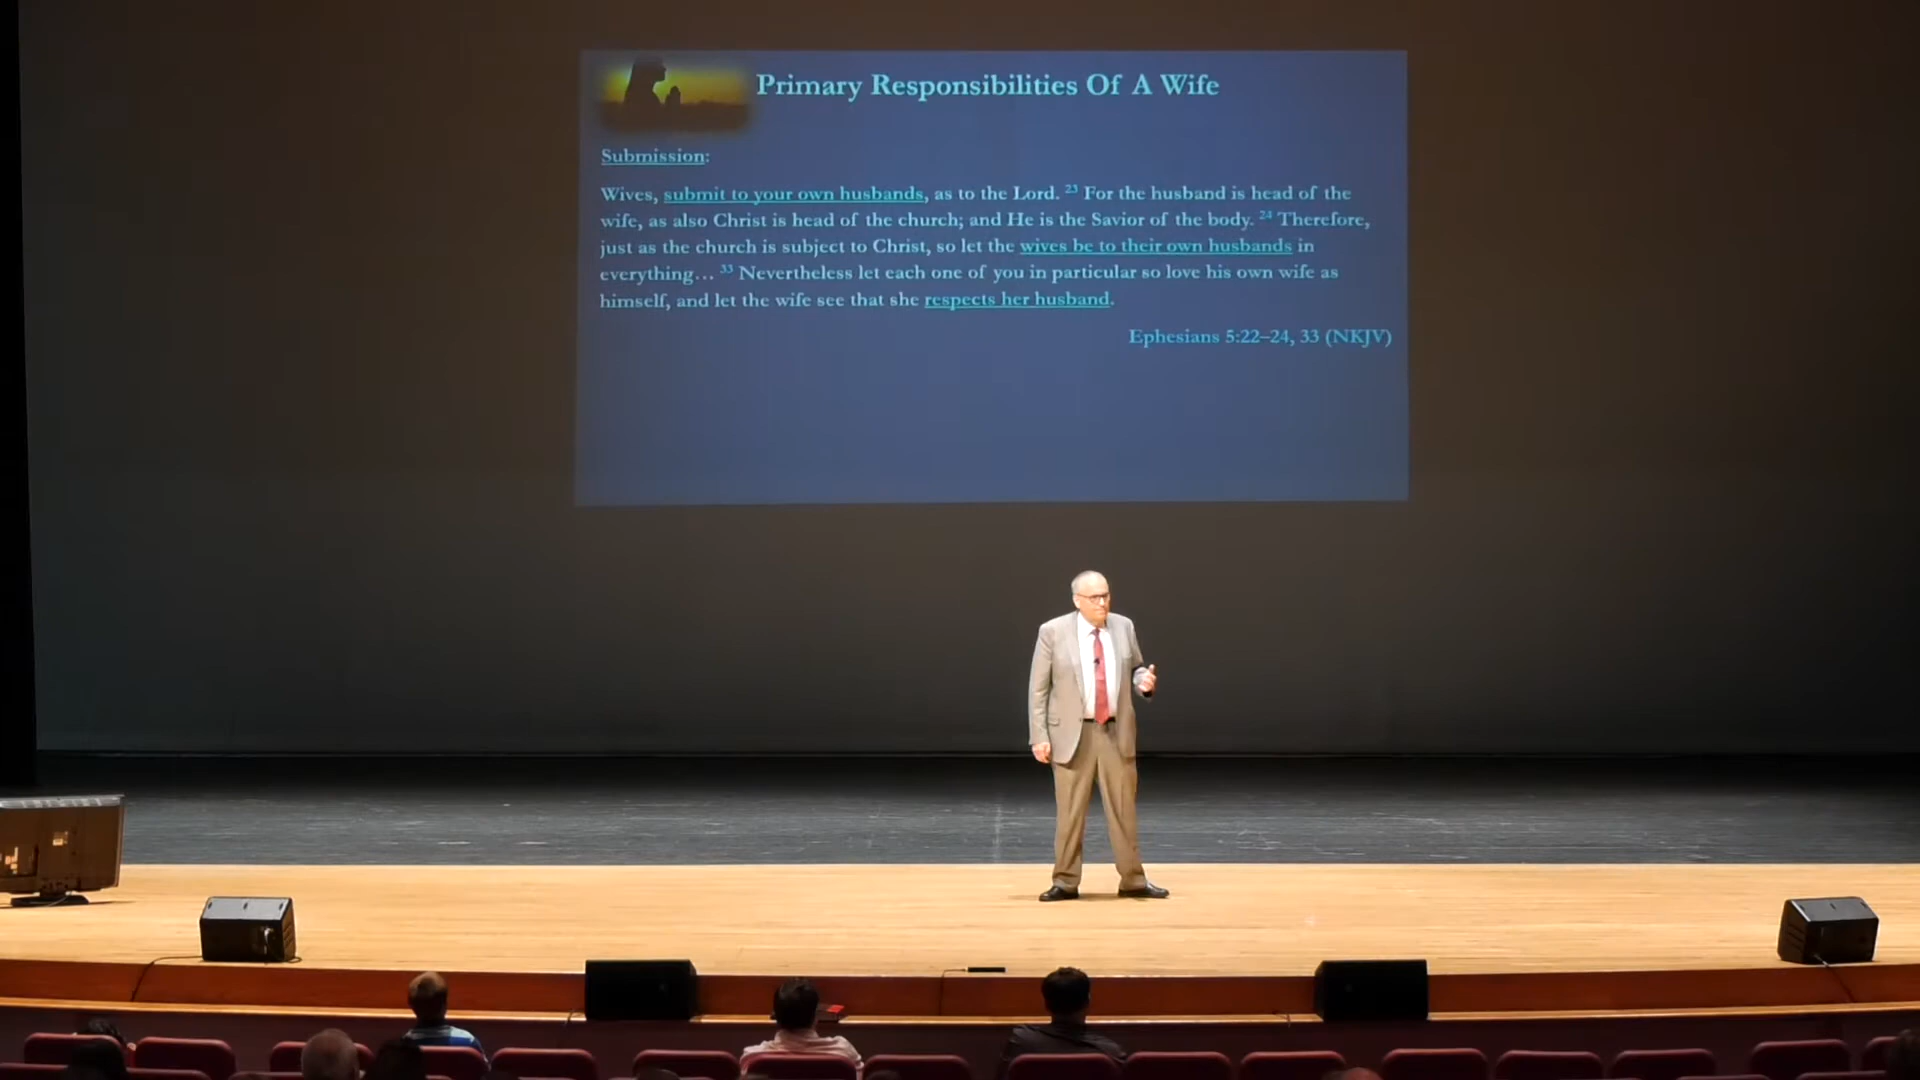 Primary Responsibilities Of A Wife
Submission:
Wives, submit to your own husbands, as to the Lord. 23 For the husband is head of the
wife, as also Christ is head of the church; and He is the Savior of the body. 24 Therefore,
just as the church is subject to Christ, so let the wives be to their own husbands in
everything… 33 Nevertheless let each one of you in particular so love his own wife as
himself, and let the wife see that she respects her husband.
Ephesians 5:22–24, 33 (NKJV)